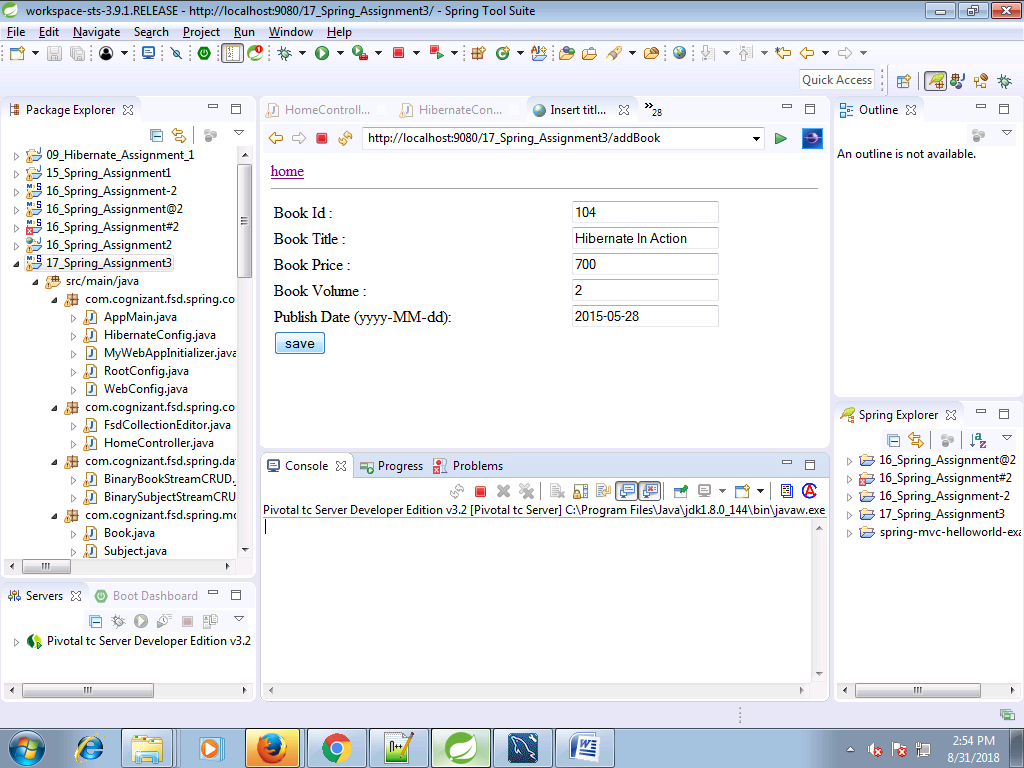 workspace-sts-3.9.1.RELEASE - http://localhost:9080/17_Spring_Assignment3/ - Spring Tool Suite
File Edit Navigate Search Project Run Window Help
Quick Access
Package Explorer
09_Hibernate_Assignment_1
15_Spring_Assignment1
16_Spring_Assignment-2
16_Spring_Assignment@2
16_Spring_Assignment#2
16_Spring_Assignment2
17_Spring_Assignment3
src/main/java
com.cognizant.fsd.spring.co
AppMain.java
HibernateConfig.java
MyWebAppInitializer.java
RootConfig.java
WebConfig.java
com.cognizant.fsd.spring.co
FsdCollectionEditor.java
HomeController.java
com.cognizant.fsd.spring.da
BinaryBookStreamCRUD.
BinarySubjectStreamCRU
com.cognizant.fsd.spring.mo
Book.java
Subject.java
Servers Boot Dashboard
Pivotal tc Server Developer Edition v3.2
HomeControll... HibernateCon... Insert titl... »28
http://localhost:9080/17_Spring_Assignment3/addBook
home
Book Id : 104
Book Title : Hibernate In Action
Book Price : 700
Book Volume : 2
Publish Date (yyyy-MM-dd): 2015-05-28
save
Console Progress Problems
Pivotal tc Server Developer Edition v3.2 [Pivotal tc Server] C:\Program Files\Java\jdk1.8.0_144\bin\javaw.exe
Outline
An outline is not available.
Spring Explorer
16_Spring_Assignment@2
16_Spring_Assignment#2
16_Spring_Assignment-2
17_Spring_Assignment3
spring-mvc-helloworld-exa
2:54 PM
8/31/2018